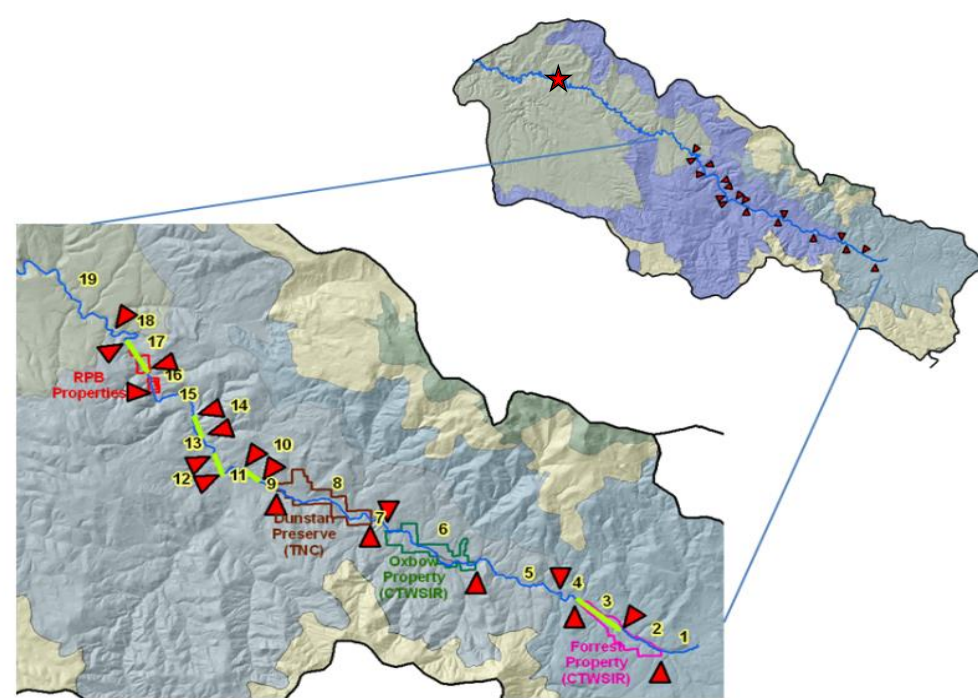 19
18
17
RPB
Properties
16
15
14
13
10
12
11
9
8
Dunstan
Preserve
(TNC)
7
6
Oxbow
Property
(CTWSIR)
5
4
3
2
1
Forrest
Property
(CTWSIR)